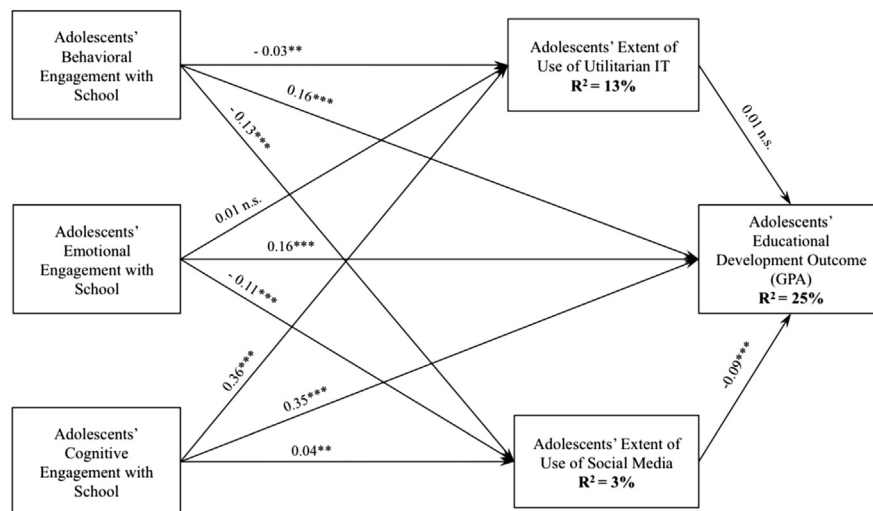 Adolescents'
Behavioral
Engagement with
School
- 0.03**
0.16***
- 0.13***
Adolescents' Extent of
Use of Utilitarian IT
R² = 13%
0.01 n.s.
Adolescents'
Emotional
Engagement with
School
0.01 n.s.
0.16***
- 0.11***
Adolescents'
Educational
Development Outcome
(GPA)
R² = 25%
Adolescents'
Cognitive
Engagement with
School
0.36***
0.35***
0.04**
Adolescents' Extent of
Use of Social Media
R² = 3%
-0.09***